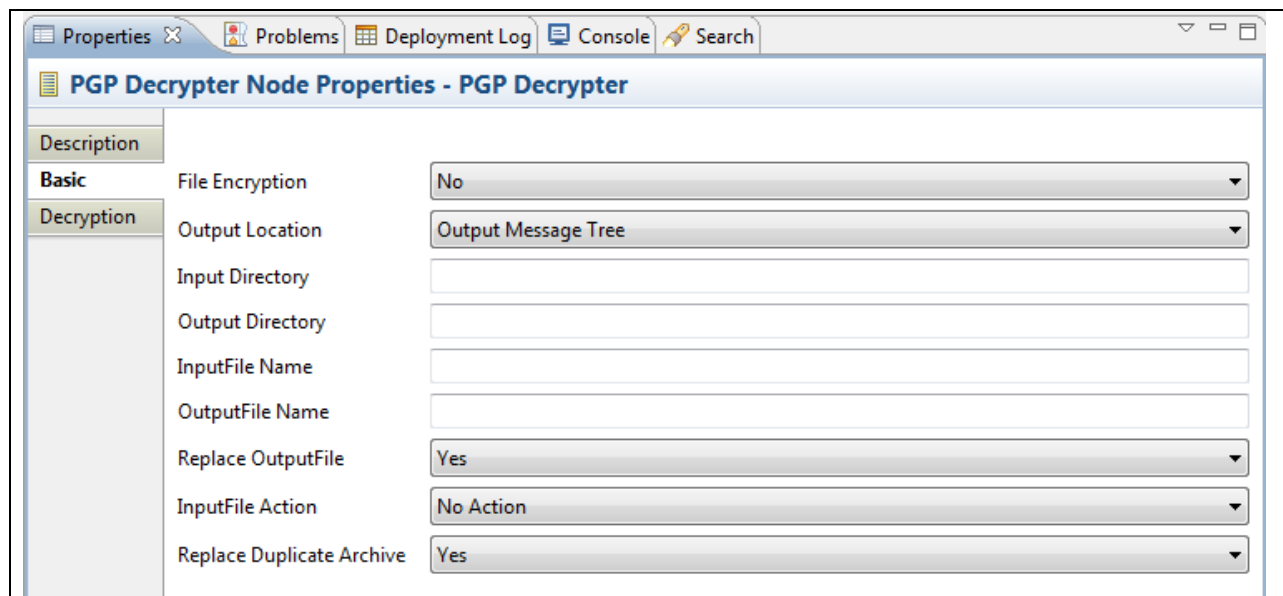 Properties Problems Deployment Log Console Search
PGP Decrypter Node Properties - PGP Decrypter
Description
Basic
Decryption
File Encryption No
Output Location Output Message Tree
Input Directory
Output Directory
InputFile Name
OutputFile Name
Replace OutputFile Yes
InputFile Action No Action
Replace Duplicate Archive Yes